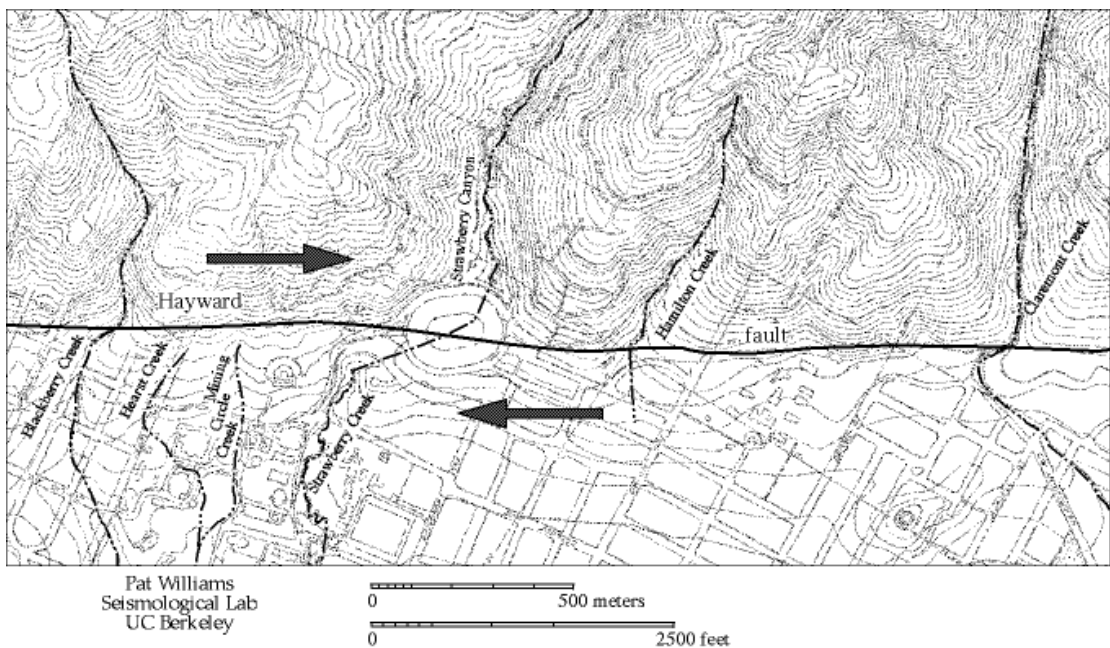 Strawberry Canyon
Hayward
fault
Hamilton Creek
Claremont Creek
Blackberry Creek
Hearst Creek
Mining
Circle
Creek
Strawberry Creek
Pat Williams
Seismological Lab
UC Berkeley
0 500 meters
0 2500 feet